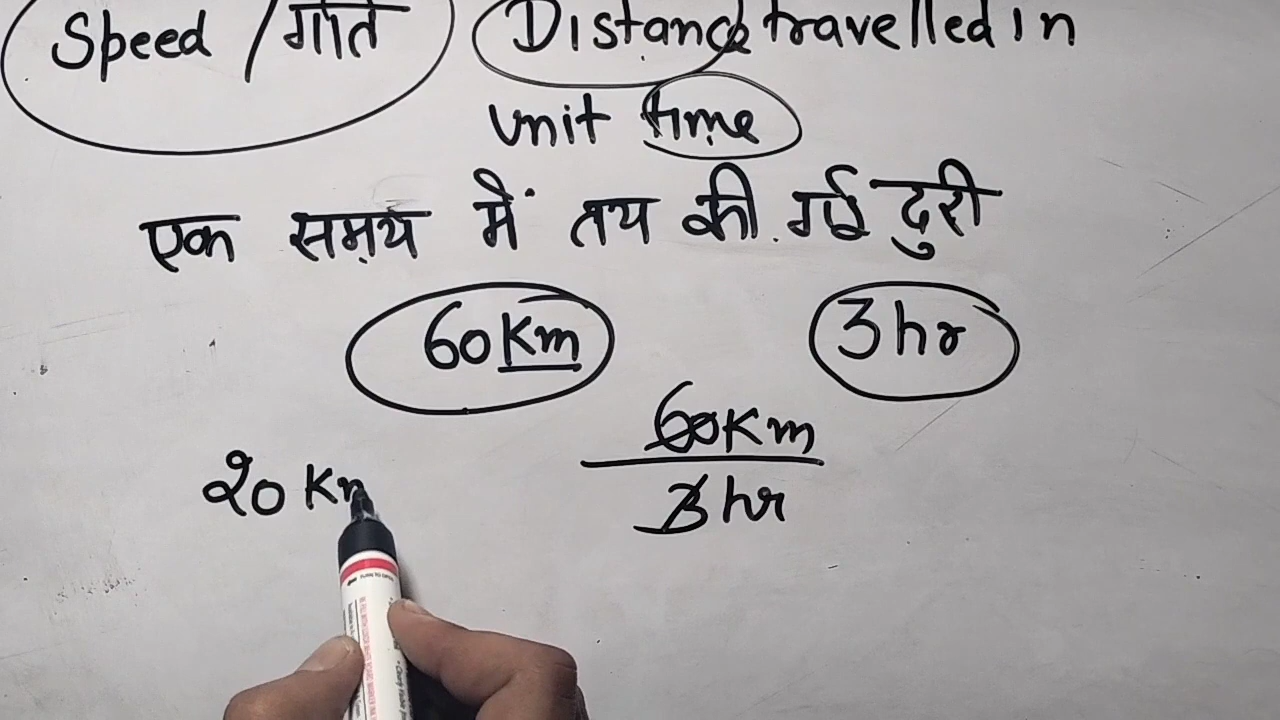 Speed / गति Distance travelled in
unit time
एक समय में तय की गई दुरी
60 Km 3 hr
60 Km
3 hr
20 Km